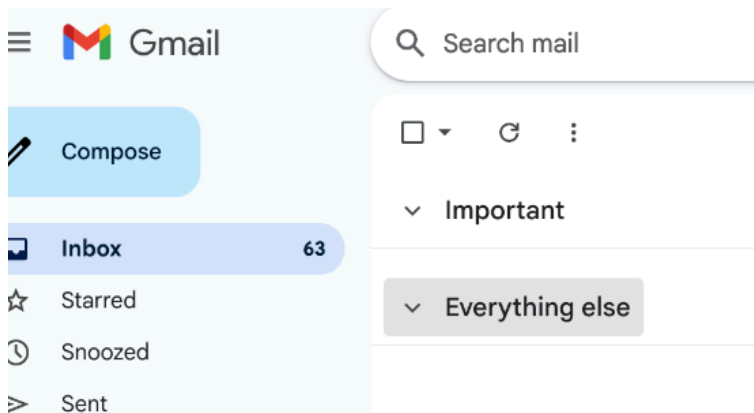 Gmail
Search mail
Compose
Important
Inbox 63
Starred
Everything else
Snoozed
Sent